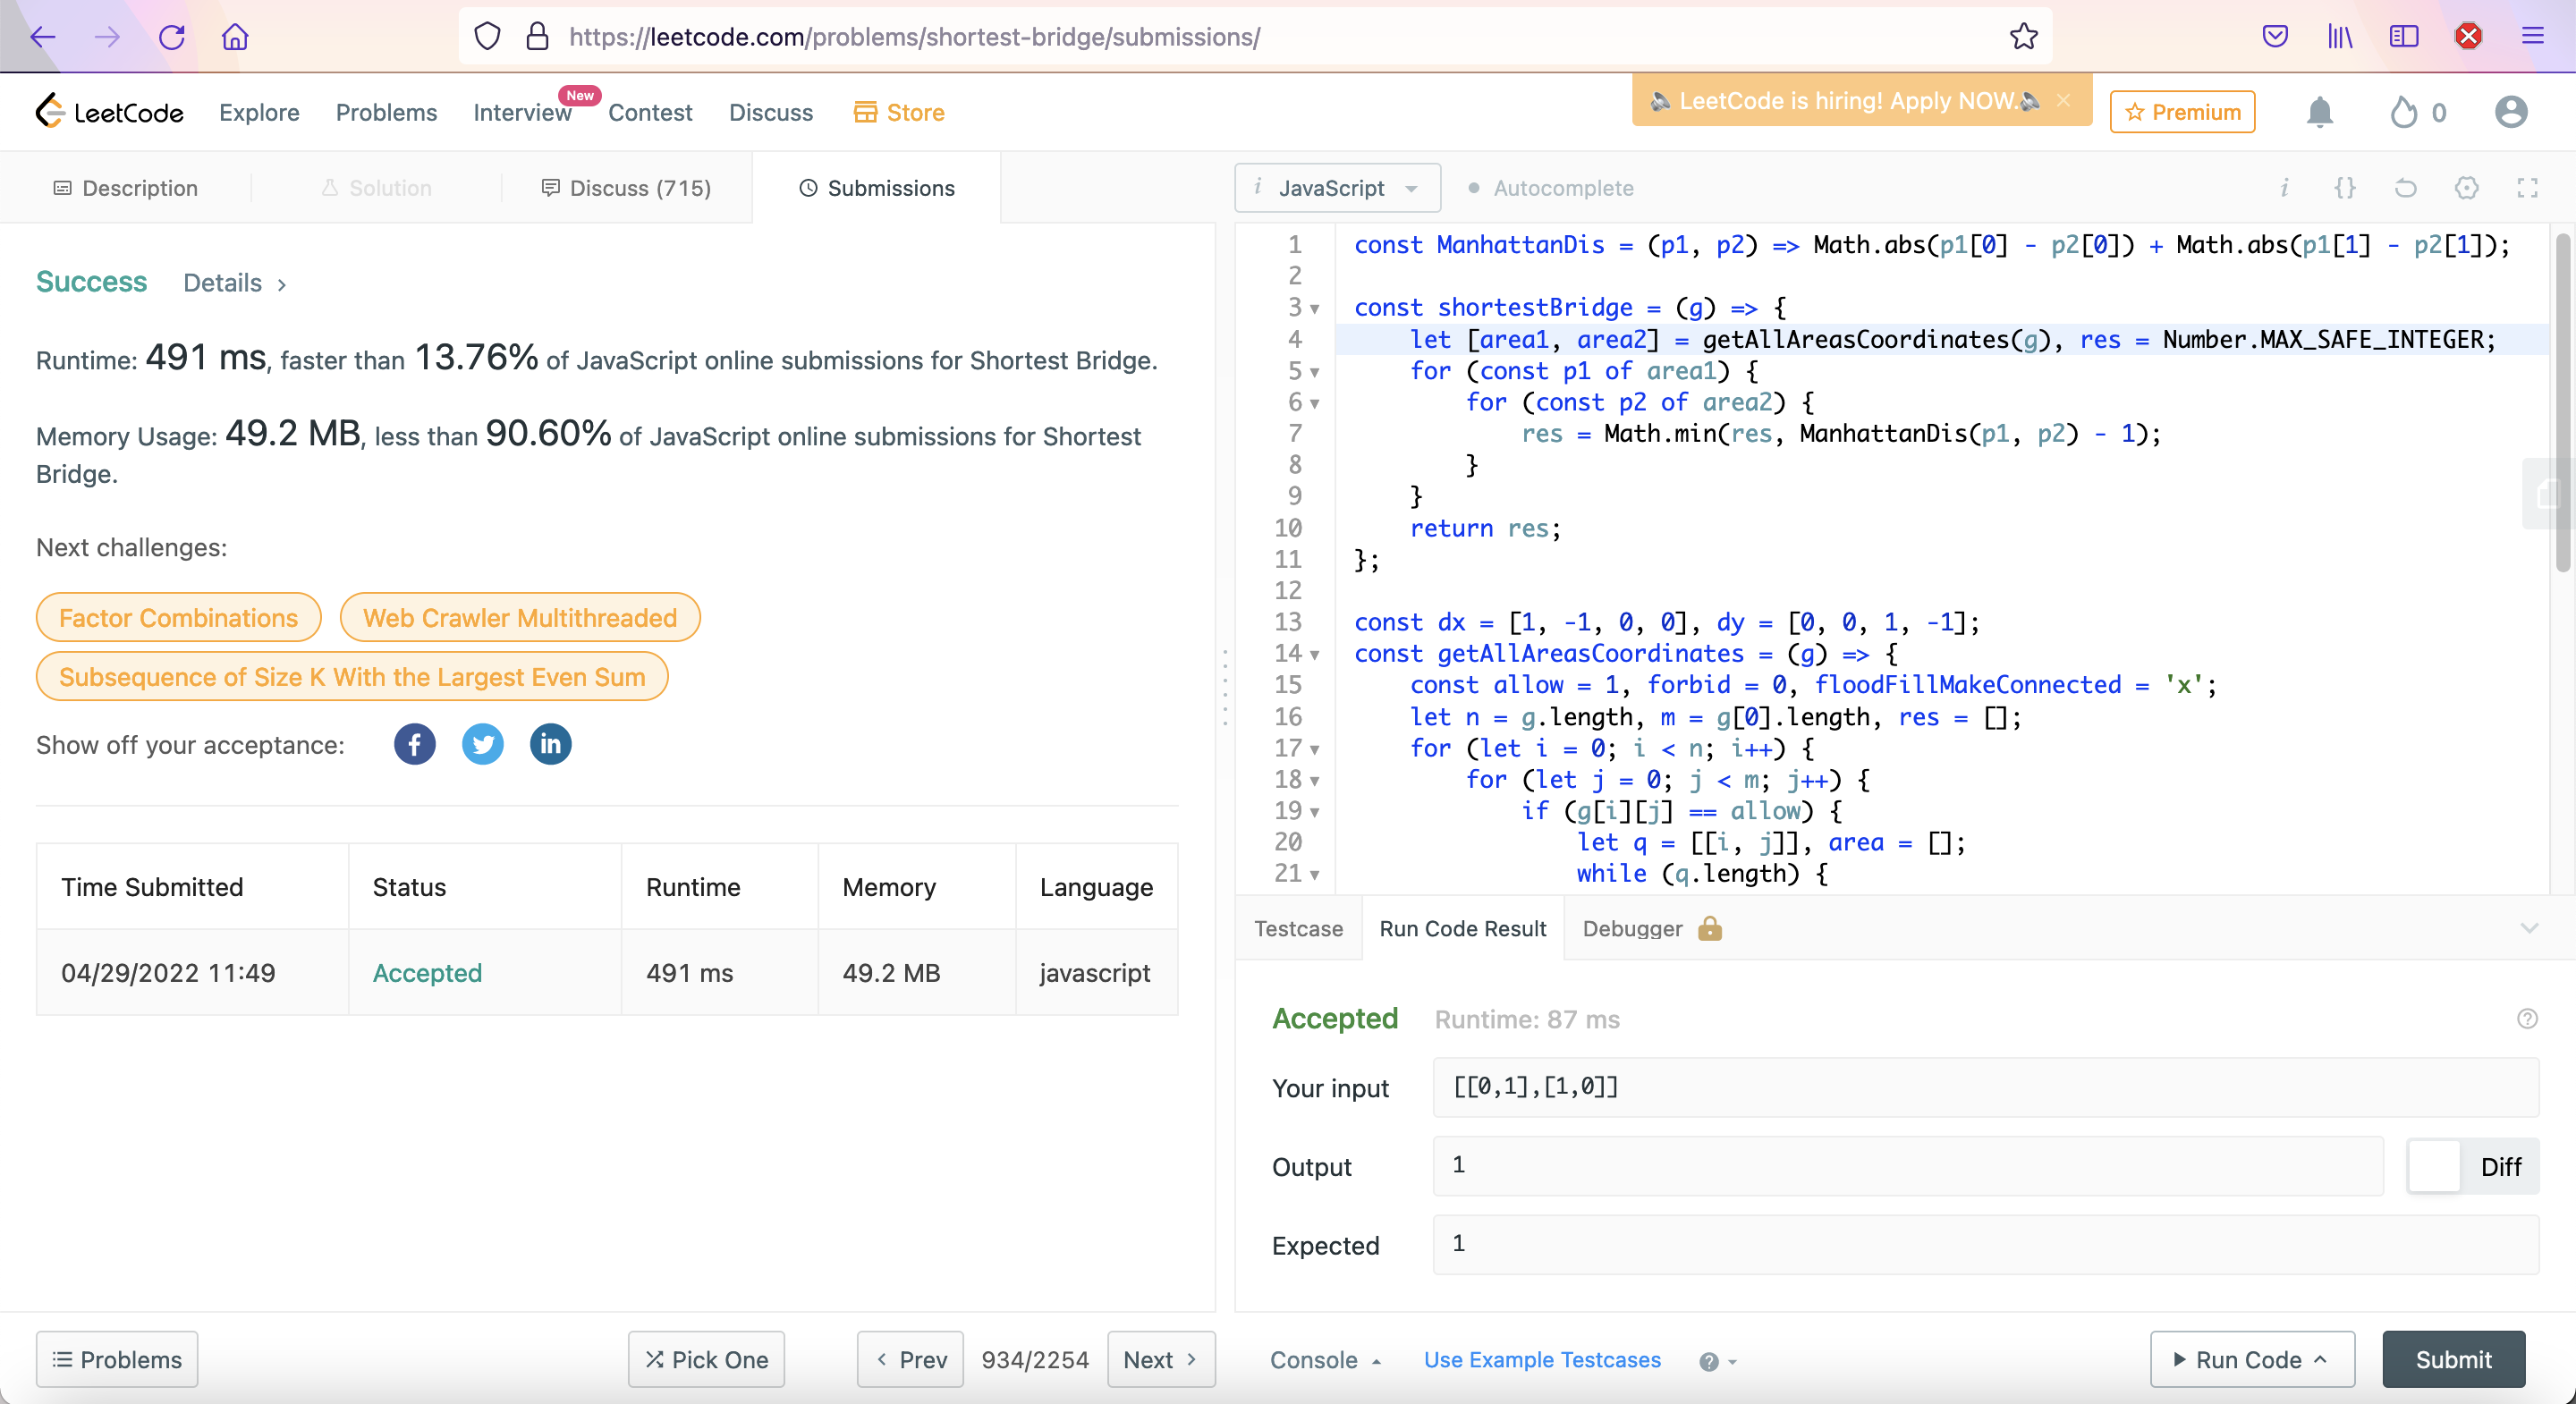 https://leetcode.com/problems/shortest-bridge/submissions/
LeetCode
Explore
Problems
Interview
New
Contest
Discuss
Store
🔈 LeetCode is hiring! Apply NOW.🔈 ×
Premium
0
Description
Solution
Discuss (715)
Submissions
i JavaScript
Autocomplete
i {}
Success Details >
Runtime: 491 ms, faster than 13.76% of JavaScript online submissions for Shortest Bridge.
Memory Usage: 49.2 MB, less than 90.60% of JavaScript online submissions for Shortest
Bridge.
Next challenges:
Factor Combinations
Web Crawler Multithreaded
Subsequence of Size K With the Largest Even Sum
Show off your acceptance:
f
in
Time Submitted Status Runtime Memory Language
04/29/2022 11:49 Accepted 491 ms 49.2 MB javascript
1 const ManhattanDis = (p1, p2) => Math.abs(p1[0] - p2[0]) + Math.abs(p1[1] - p2[1]);
2
3 const shortestBridge = (g) => {
4 let [area1, area2] = getAllAreasCoordinates(g), res = Number.MAX_SAFE_INTEGER;
5 for (const p1 of area1) {
6 for (const p2 of area2) {
7 res = Math.min(res, ManhattanDis(p1, p2) - 1);
8 }
9 }
10 return res;
11 };
12
13 const dx = [1, -1, 0, 0], dy = [0, 0, 1, -1];
14 const getAllAreasCoordinates = (g) => {
15 const allow = 1, forbid = 0, floodFillMakeConnected = 'x';
16 let n = g.length, m = g[0].length, res = [];
17 for (let i = 0; i < n; i++) {
18 for (let j = 0; j < m; j++) {
19 if (g[i][j] == allow) {
20 let q = [[i, j]], area = [];
21 while (q.length) {
Testcase
Run Code Result
Debugger
Accepted Runtime: 87 ms
?
Your input [[0,1],[1,0]]
Output 1
Diff
Expected 1
Problems
Pick One
< Prev
934/2254
Next >
Console
Use Example Testcases
?
Run Code
Submit